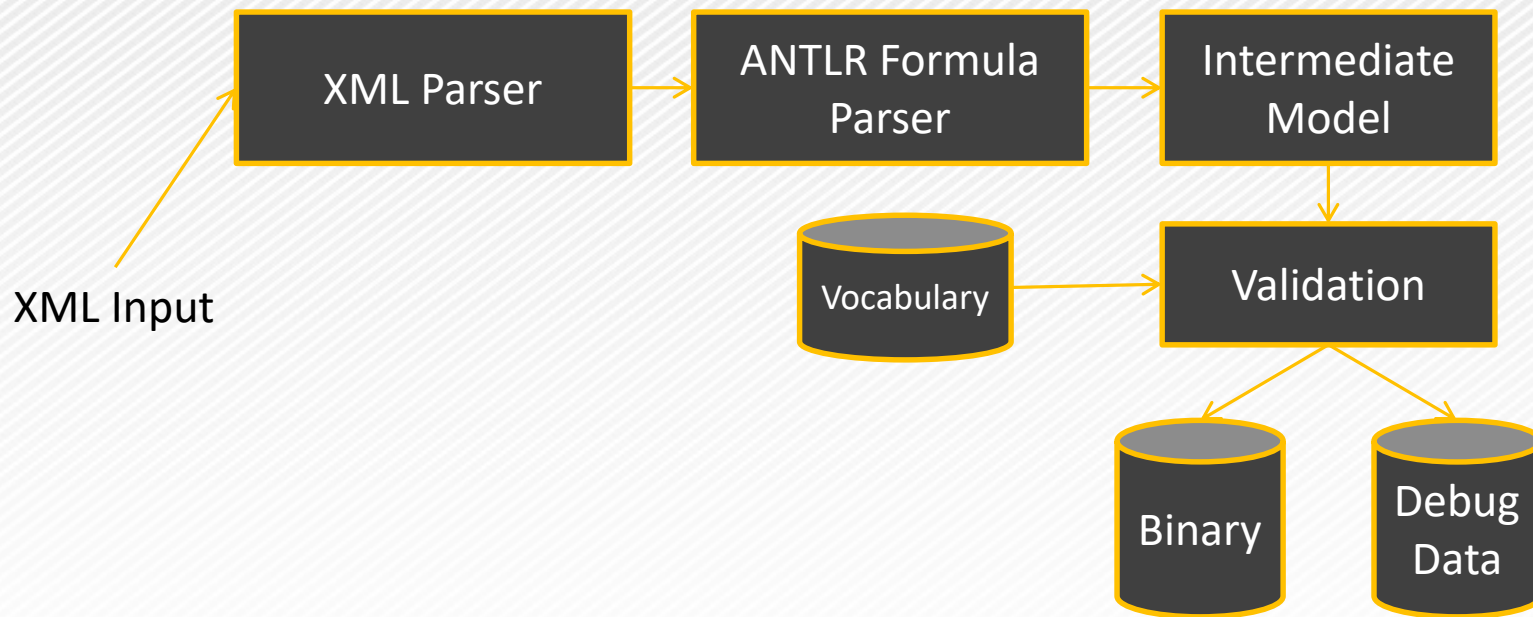 XML Parser
ANTLR Formula
Parser
Intermediate
Model
XML Input
Vocabulary
Validation
Binary
Debug
Data